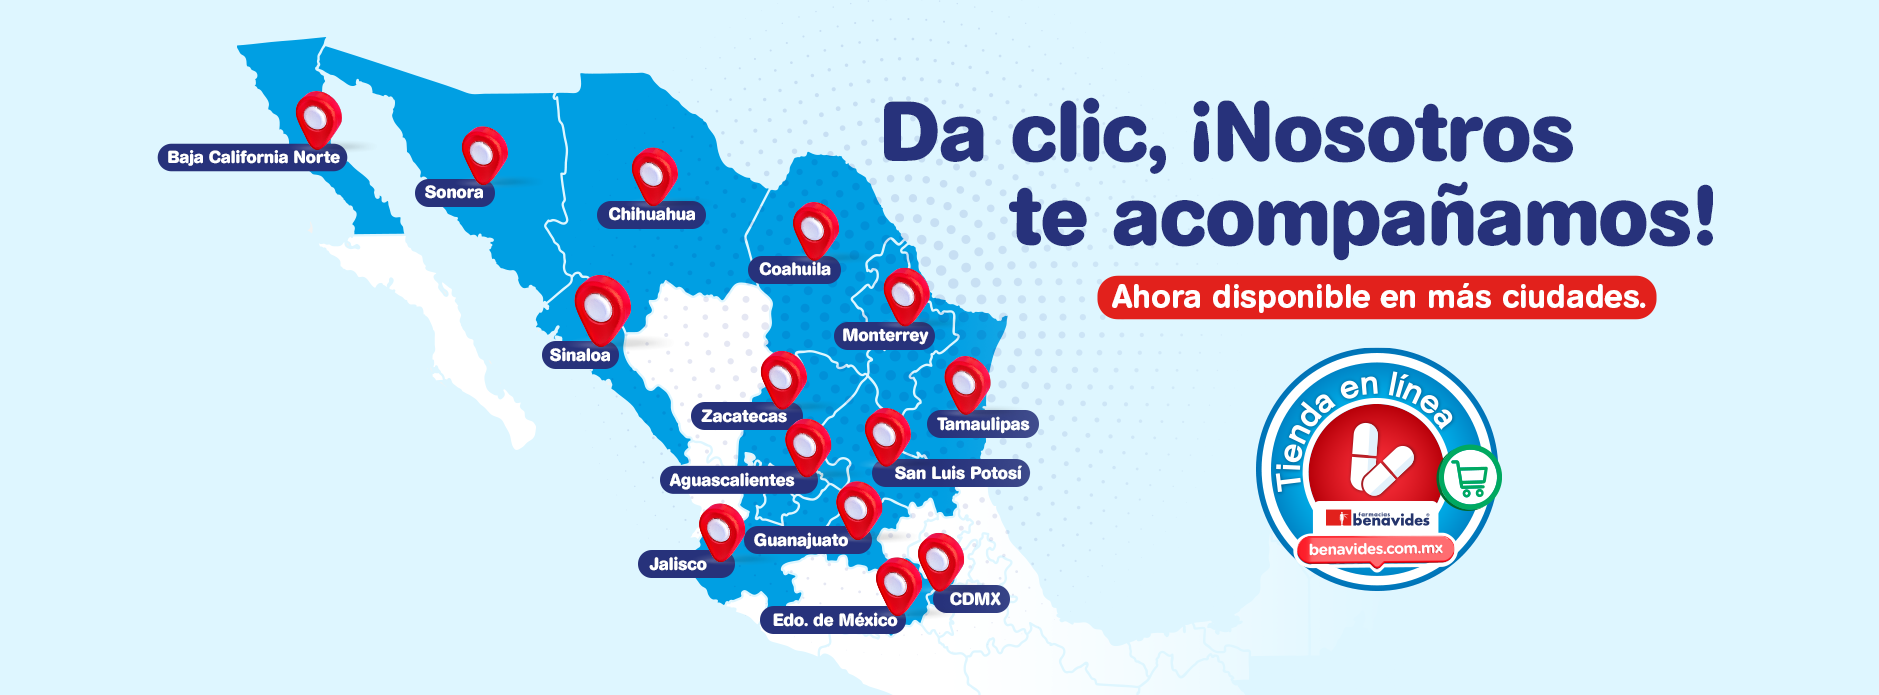 Da clic, ¡Nosotros
te acompañamos!
Ahora disponible en más ciudades.
Baja California Norte
Sonora
Chihuahua
Coahuila
Monterrey
Sinaloa
Zacatecas
Tamaulipas
Aguascalientes
San Luis Potosí
Guanajuato
Jalisco
CDMX
Edo. de México
Tienda en línea
farmacias
benavides®
benavides.com.mx